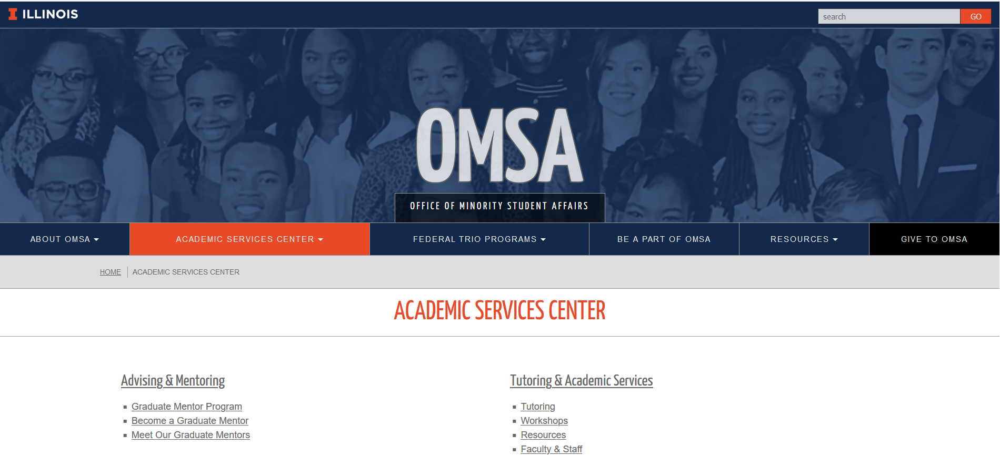 ILLINOIS
search
GO
OMSA
OFFICE OF MINORITY STUDENT AFFAIRS
ABOUT OMSA
ACADEMIC SERVICES CENTER
FEDERAL TRIO PROGRAMS
BE A PART OF OMSA
RESOURCES
GIVE TO OMSA
HOME
ACADEMIC SERVICES CENTER
ACADEMIC SERVICES CENTER
Advising & Mentoring
Graduate Mentor Program
Become a Graduate Mentor
Meet Our Graduate Mentors
Tutoring & Academic Services
Tutoring
Workshops
Resources
Faculty & Staff